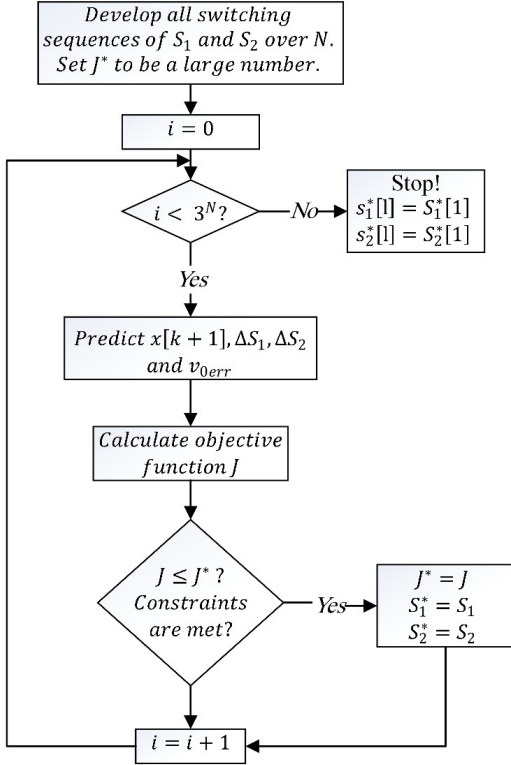 Develop all switching
sequences of S₁ and S₂ over N.
Set J* to be a large number.
i = 0
i < 3ᴺ?
No
Stop!
s₁*[l] = S₁*[1]
s₂*[l] = S₂*[1]
Yes
Predict x[k + 1], ΔS₁, ΔS₂
and v₀ₑᵣᵣ
Calculate objective
function J
J ≤ J* ?
Constraints
are met?
Yes
J* = J
S₁* = S₁
S₂* = S₂
i = i + 1